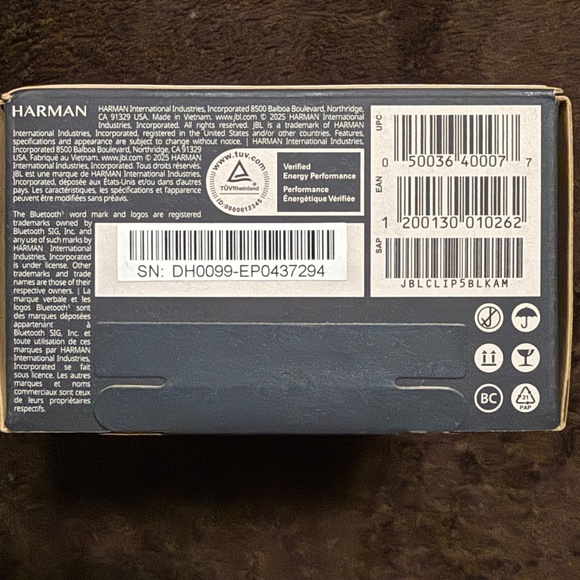 HARMAN
HARMAN International Industries, Incorporated 8500 Balboa Boulevard, Northridge,
CA 91329 USA. Made in Vietnam. www.jbl.com © 2025 HARMAN International
Industries, Incorporated. All rights reserved. JBL is a trademark of HARMAN
International Industries, Incorporated, registered in the United States and/or other countries. Features,
specifications and appearance are subject to change without notice. | HARMAN International Industries,
Incorporated 8500 Balboa Boulevard, Northridge, CA 91329
USA. Fabriqué au Vietnam. www.jbl.com © 2025 HARMAN
International Industries, Incorporated. Tous droits réservés.
JBL est une marque de HARMAN International Industries,
Incorporated, déposée aux États-Unis et/ou dans d'autres
pays. Les caractéristiques, les spécifications et l'apparence
peuvent être modifiées sans préavis.
www.tuv.com
TÜVRheinland
ID:0000012345
Verified
Energy Performance
Performance
Énergétique Vérifiée
The Bluetooth® word mark and logos are registered
trademarks owned by
Bluetooth SIG, Inc. and
any use of such marks by
HARMAN International
Industries, Incorporated
is under license. Other
trademarks and trade
names are those of their
respective owners. | La
marque verbale et les
logos Bluetooth® sont
des marques déposées
appartenant à
Bluetooth SIG, Inc. et
toute utilisation de ces
marques par HARMAN
International Industries,
Incorporated se fait
sous licence. Les autres
marques et noms
commerciaux sont ceux
de leurs propriétaires
respectifs.
SN: DH0099-EP0437294
UPC
0 50036 40007 7
EAN
1 200130 010262
SAP
JBLCLIP5BLKAM
BC
21
PAP